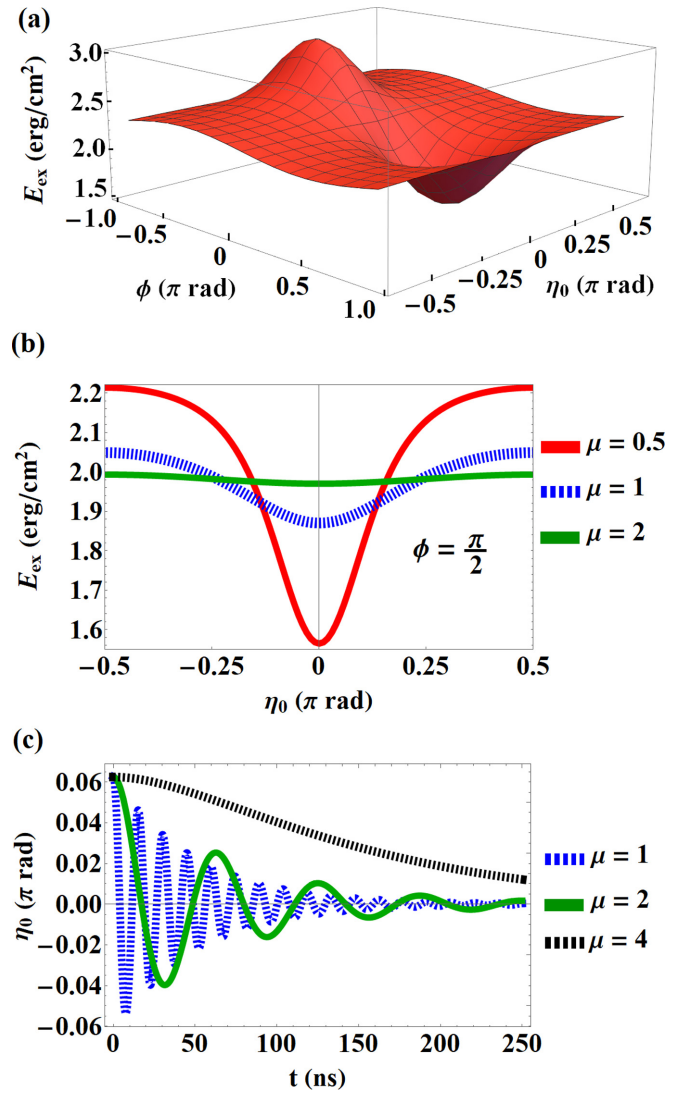 (a)
3.0
2.5
2.0
1.5
E_ex (erg/cm²)
−1.0
−0.5
0
0.5
1.0
ϕ (π rad)
−0.5
−0.25
0
0.25
0.5
η₀ (π rad)
(b)
2.2
2.1
2.0
1.9
1.8
1.7
1.6
E_ex (erg/cm²)
ϕ = π/2
−0.5
−0.25
0
0.25
0.5
η₀ (π rad)
μ = 0.5
μ = 1
μ = 2
(c)
0.06
0.04
0.02
0.00
−0.02
−0.04
−0.06
η₀ (π rad)
0
50
100
150
200
250
t (ns)
μ = 1
μ = 2
μ = 4